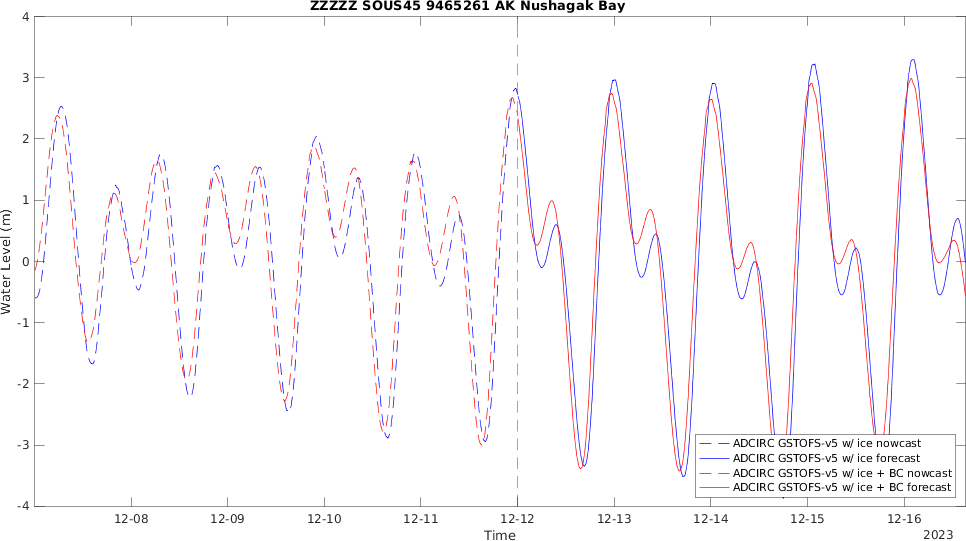 ZZZZZ SOUS45 9465261 AK Nushagak Bay
Water Level (m)
4
3
2
1
0
-1
-2
-3
-4
ADCIRC GSTOFS-v5 w/ ice nowcast
ADCIRC GSTOFS-v5 w/ ice forecast
ADCIRC GSTOFS-v5 w/ ice + BC nowcast
ADCIRC GSTOFS-v5 w/ ice + BC forecast
12-08 12-09 12-10 12-11 12-12 12-13 12-14 12-15 12-16
Time
2023